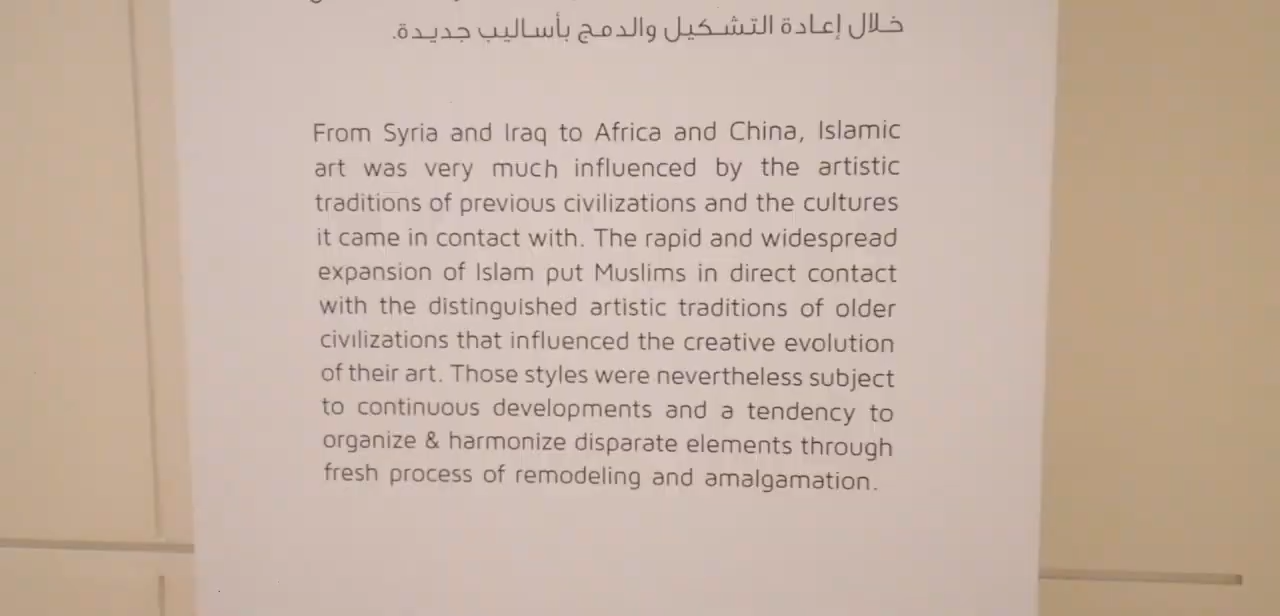 خلال إعادة التشكيل والدمج بأساليب جديدة.
From Syria and Iraq to Africa and China, Islamic
art was very much influenced by the artistic
traditions of previous civilizations and the cultures
it came in contact with. The rapid and widespread
expansion of Islam put Muslims in direct contact
with the distinguished artistic traditions of older
civilizations that influenced the creative evolution
of their art. Those styles were nevertheless subject
to continuous developments and a tendency to
organize & harmonize disparate elements through
fresh process of remodeling and amalgamation.